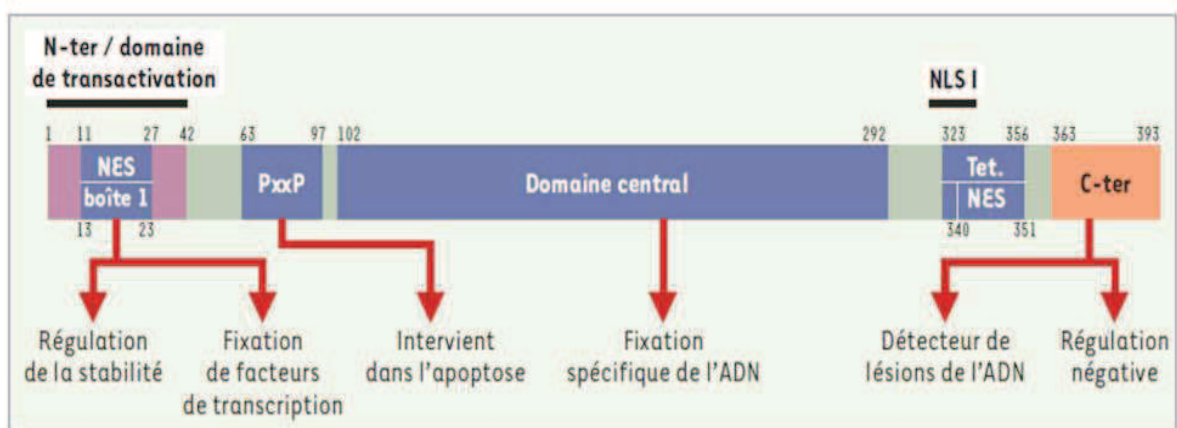 N-ter / domaine
de transactivation
NLS I
1 11 27 42 63 97 102 292 323 356 363 393
NES
boîte 1
PxxP
Domaine central
Tet.
NES
C-ter
13 23 340 351
Régulation
de la stabilité
Fixation
de facteurs
de transcription
Intervient
dans l'apoptose
Fixation
spécifique de l'ADN
Détecteur de
lésions de l'ADN
Régulation
négative